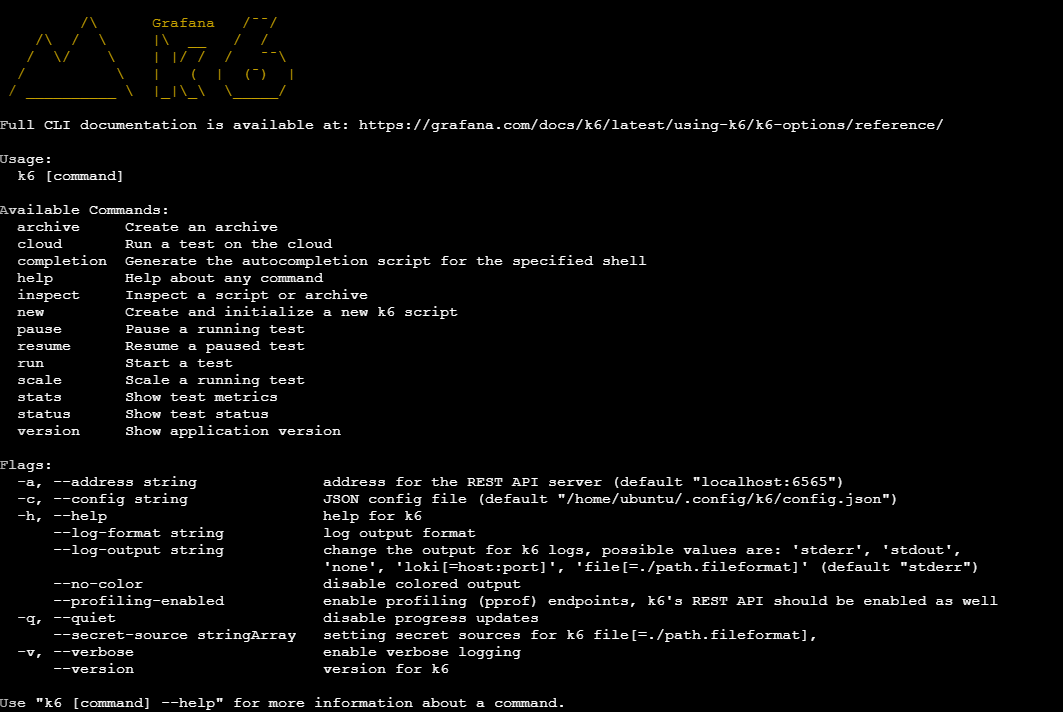 Grafana
k6
Full CLI documentation is available at: https://grafana.com/docs/k6/latest/using-k6/k6-options/reference/
Usage:
k6 [command]
Available Commands:
archive     Create an archive
cloud       Run a test on the cloud
completion  Generate the autocompletion script for the specified shell
help        Help about any command
inspect     Inspect a script or archive
new         Create and initialize a new k6 script
pause       Pause a running test
resume      Resume a paused test
run         Start a test
scale       Scale a running test
stats       Show test metrics
status      Show test status
version     Show application version
Flags:
-a, --address string              address for the REST API server (default "localhost:6565")
-c, --config string               JSON config file (default "/home/ubuntu/.config/k6/config.json")
-h, --help                        help for k6
--log-format string           log output format
--log-output string           change the output for k6 logs, possible values are: 'stderr', 'stdout',
'none', 'loki[=host:port]', 'file[=./path.fileformat]' (default "stderr")
--no-color                    disable colored output
--profiling-enabled           enable profiling (pprof) endpoints, k6's REST API should be enabled as well
-q, --quiet                       disable progress updates
--secret-source stringArray   setting secret sources for k6 file[=./path.fileformat],
-v, --verbose                     enable verbose logging
--version                     version for k6
Use "k6 [command] --help" for more information about a command.